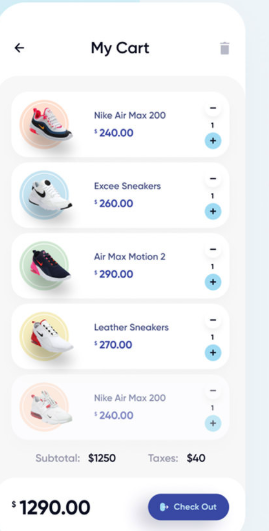 My Cart
Nike Air Max 200
$ 240.00
−
1
+
Excee Sneakers
$ 260.00
−
1
+
Air Max Motion 2
$ 290.00
−
1
+
Leather Sneakers
$ 270.00
−
1
+
Nike Air Max 200
$ 240.00
−
1
+
Subtotal: $1250 Taxes: $40
$ 1290.00 Check Out